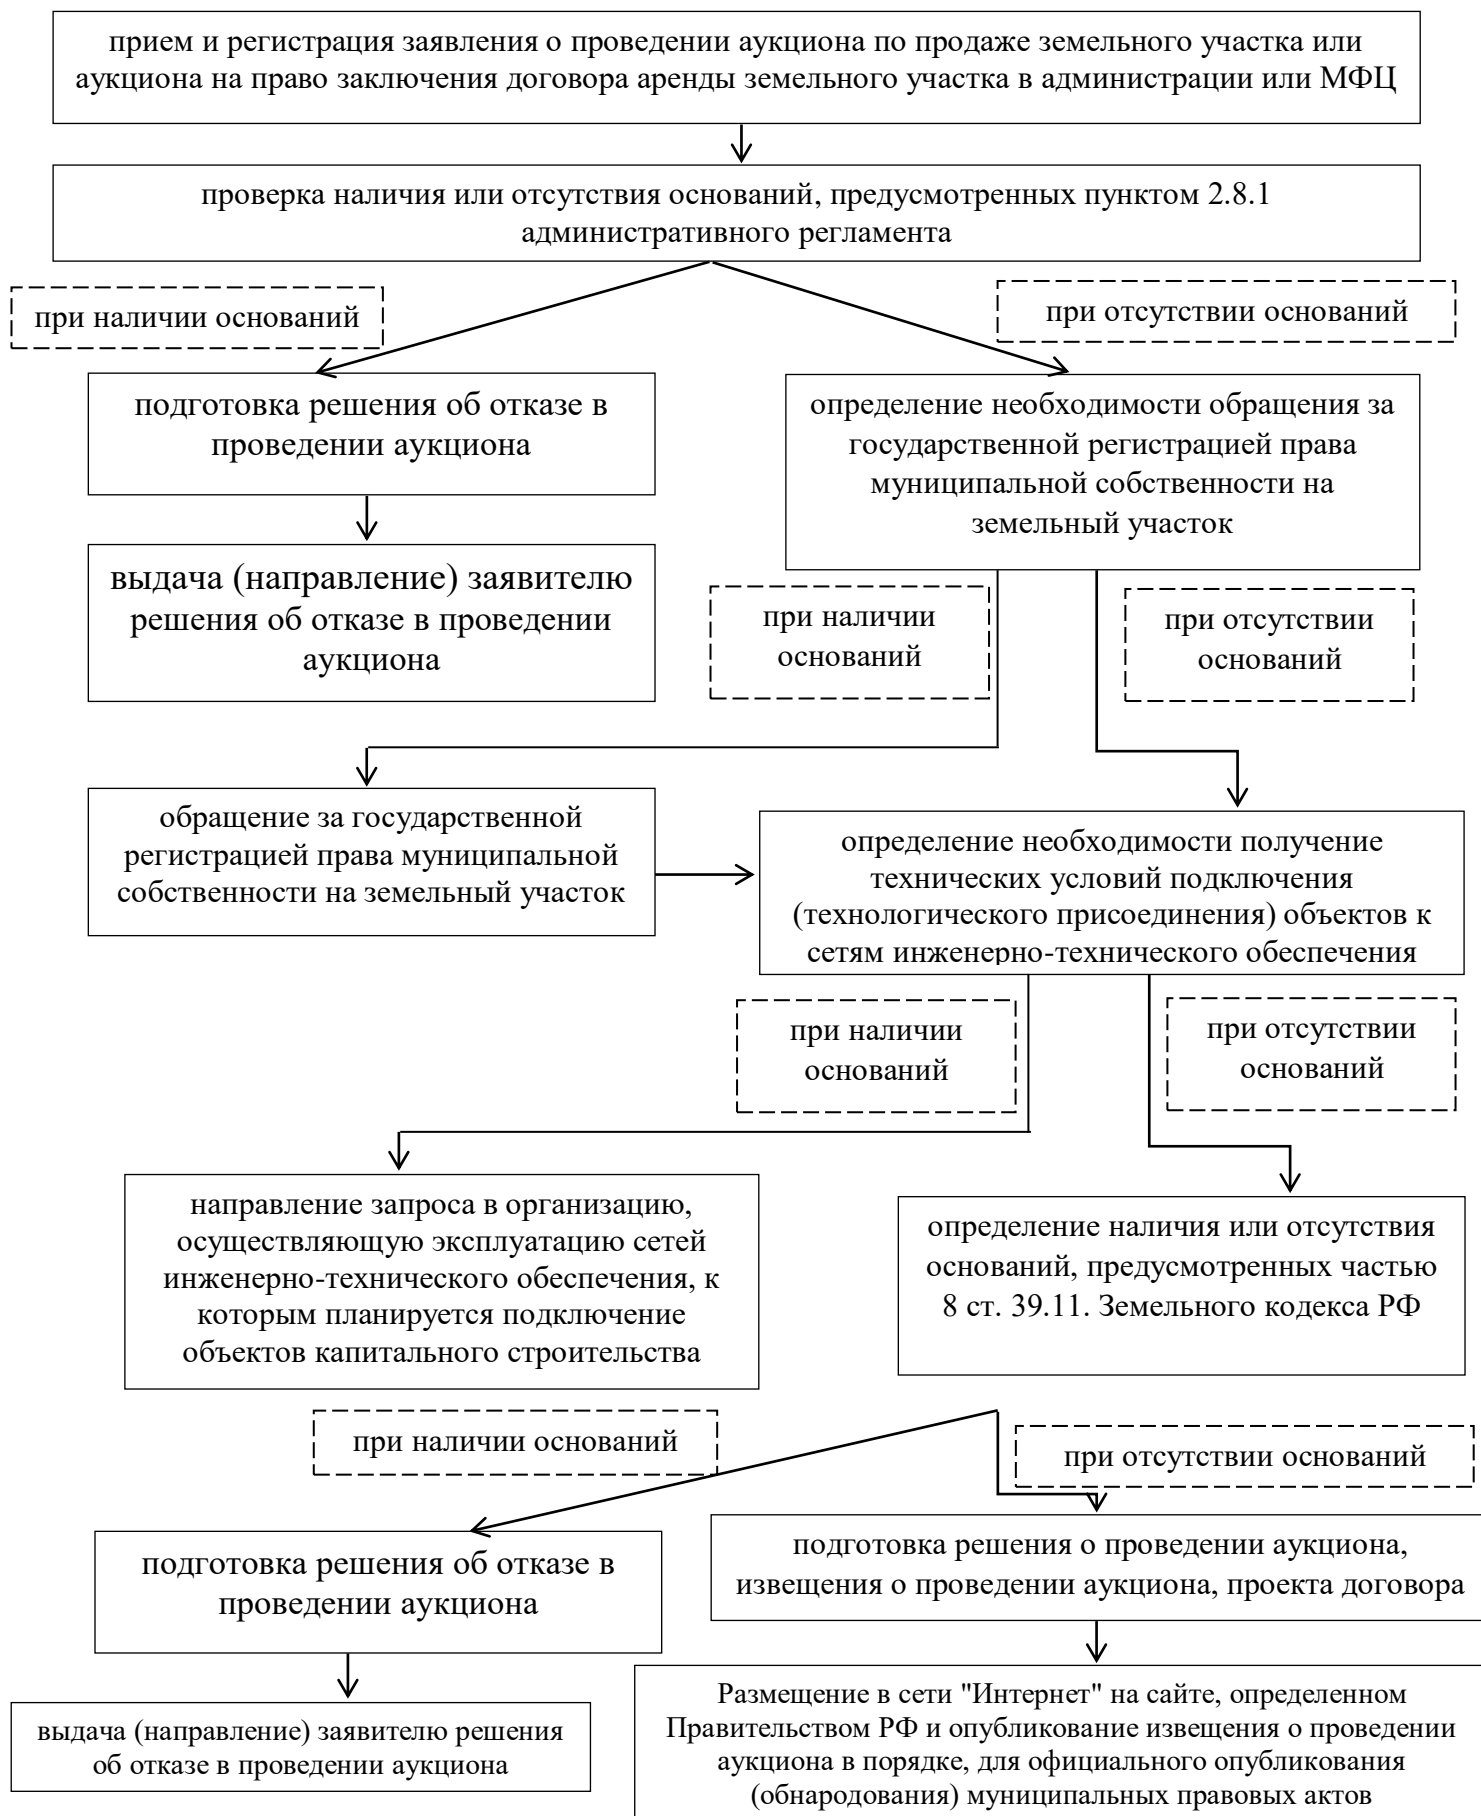 прием и регистрация заявления о проведении аукциона по продаже земельного участка или
аукциона на право заключения договора аренды земельного участка в администрации или МФЦ
проверка наличия или отсутствия оснований, предусмотренных пунктом 2.8.1
административного регламента
при наличии оснований
при отсутствии оснований
подготовка решения об отказе в
проведении аукциона
определение необходимости обращения за
государственной регистрацией права
муниципальной собственности на
земельный участок
выдача (направление) заявителю
решения об отказе в проведении
аукциона
при наличии
оснований
при отсутствии
оснований
обращение за государственной
регистрацией права муниципальной
собственности на земельный участок
определение необходимости получение
технических условий подключения
(технологического присоединения) объектов к
сетям инженерно-технического обеспечения
при наличии
оснований
при отсутствии
оснований
направление запроса в организацию,
осуществляющую эксплуатацию сетей
инженерно-технического обеспечения, к
которым планируется подключение
объектов капитального строительства
определение наличия или отсутствия
оснований, предусмотренных частью
8 ст. 39.11. Земельного кодекса РФ
при наличии оснований
при отсутствии оснований
подготовка решения об отказе в
проведении аукциона
подготовка решения о проведении аукциона,
извещения о проведении аукциона, проекта договора
выдача (направление) заявителю решения
об отказе в проведении аукциона
Размещение в сети "Интернет" на сайте, определенном
Правительством РФ и опубликование извещения о проведении
аукциона в порядке, для официального опубликования
(обнародования) муниципальных правовых актов